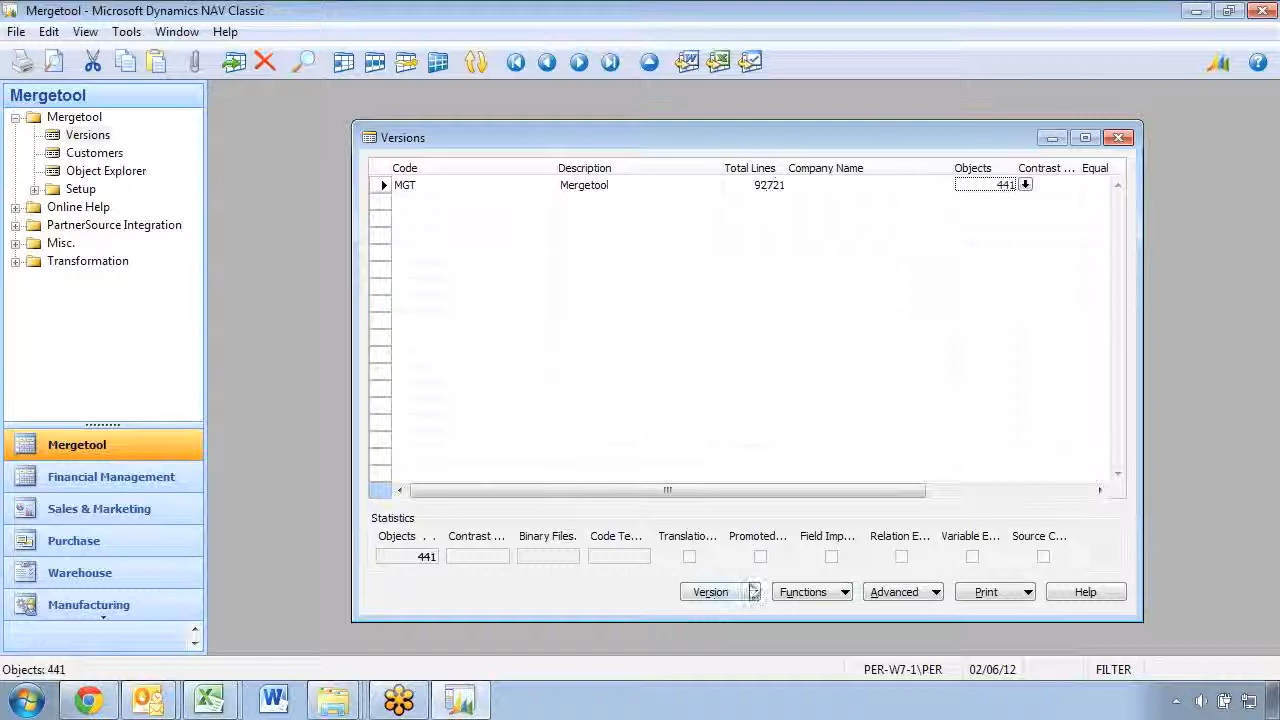 Mergetool - Microsoft Dynamics NAV Classic
File Edit View Tools Window Help
Mergetool
Mergetool
Versions
Customers
Object Explorer
Setup
Online Help
PartnerSource Integration
Misc.
Transformation
Mergetool
Financial Management
Sales & Marketing
Purchase
Warehouse
Manufacturing
Versions
Code Description Total Lines Company Name Objects Contrast ... Equal
MGT Mergetool 92721 441
Statistics
Objects . . Contrast ... Binary Files. Code Te... Translatio... Promoted... Field Imp... Relation E... Variable E... Source C...
441
Version Functions Advanced Print Help
Objects: 441 PER-W7-1\PER 02/06/12 FILTER